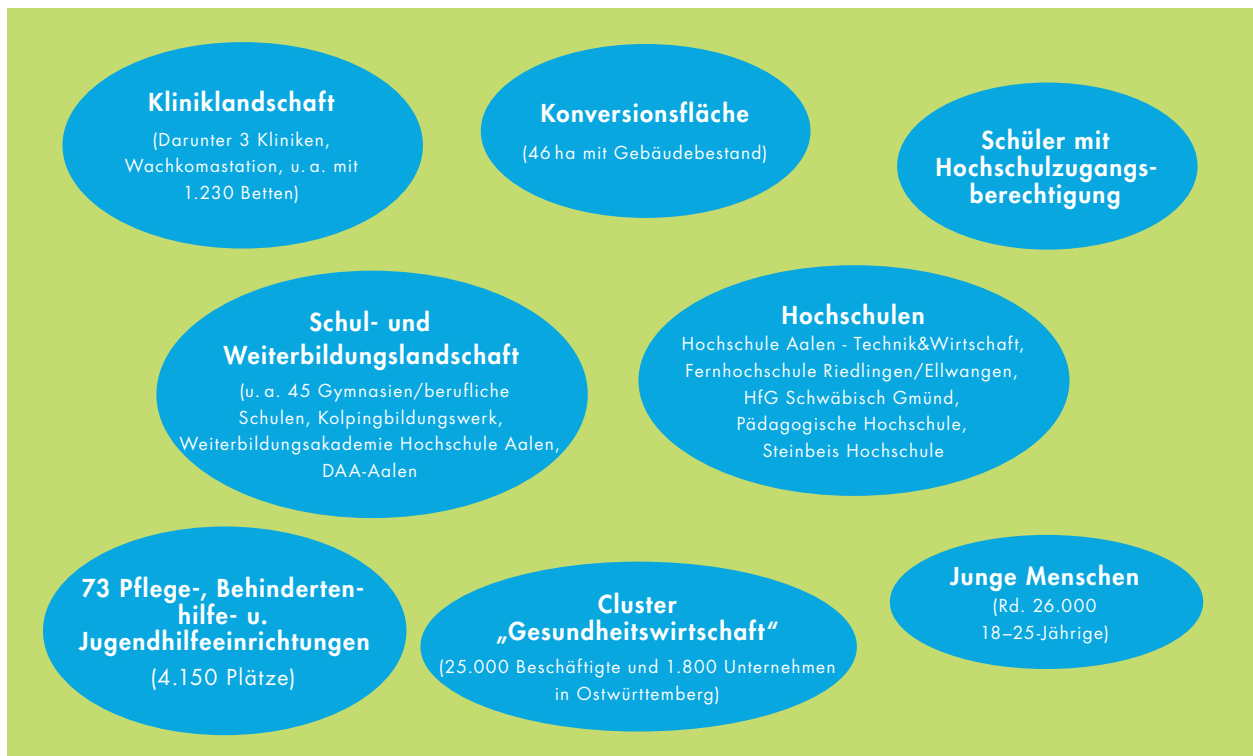 Kliniklandschaft
(Darunter 3 Kliniken,
Wachkomastation, u. a. mit
1.230 Betten)
Konversionsfläche
(46 ha mit Gebäudebestand)
Schüler mit
Hochschulzugangs-
berechtigung
Schul- und
Weiterbildungslandschaft
(u. a. 45 Gymnasien/berufliche
Schulen, Kolpingbildungswerk,
Weiterbildungsakademie Hochschule Aalen,
DAA-Aalen
Hochschulen
Hochschule Aalen - Technik&Wirtschaft,
Fernhochschule Riedlingen/Ellwangen,
HfG Schwäbisch Gmünd,
Pädagogische Hochschule,
Steinbeis Hochschule
73 Pflege-, Behinderten-
hilfe- u.
Jugendhilfeeinrichtungen
(4.150 Plätze)
Cluster
„Gesundheitswirtschaft“
(25.000 Beschäftigte und 1.800 Unternehmen
in Ostwürttemberg)
Junge Menschen
(Rd. 26.000
18–25-Jährige)